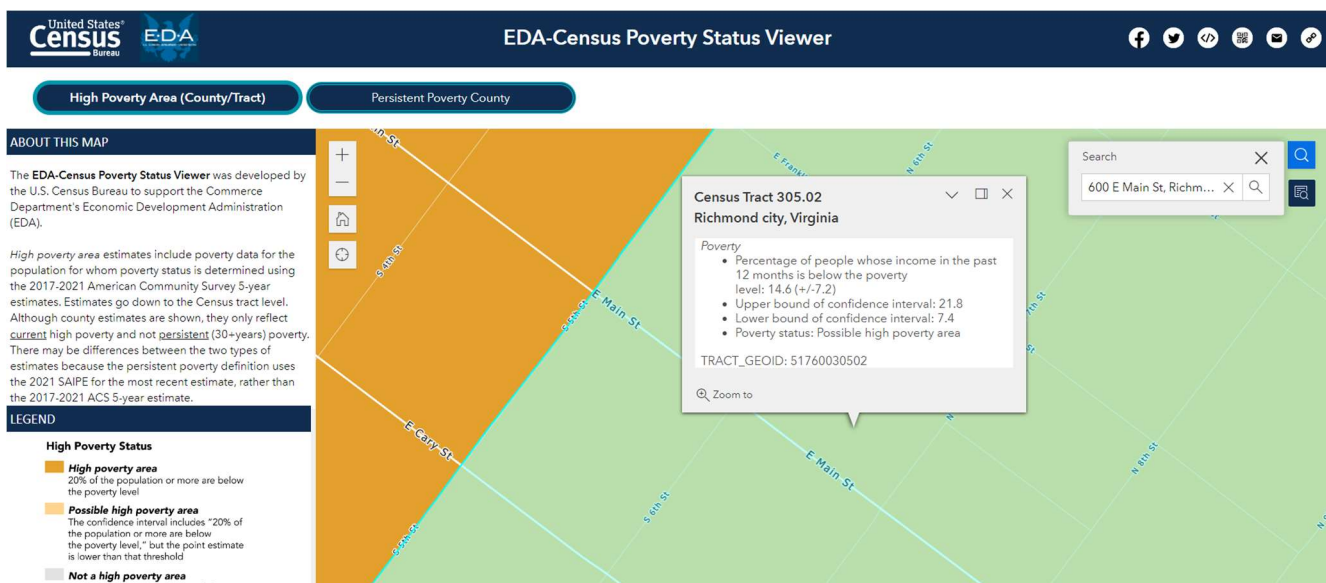 United States®
Census
Bureau
E·D·A
EDA-Census Poverty Status Viewer
High Poverty Area (County/Tract)
Persistent Poverty County
ABOUT THIS MAP
The EDA-Census Poverty Status Viewer was developed by
the U.S. Census Bureau to support the Commerce
Department's Economic Development Administration
(EDA).
High poverty area estimates include poverty data for the
population for whom poverty status is determined using
the 2017-2021 American Community Survey 5-year
estimates. Estimates go down to the Census tract level.
Although county estimates are shown, they only reflect
current high poverty and not persistent (30+years) poverty.
There may be differences between the two types of
estimates because the persistent poverty definition uses
the 2021 SAIPE for the most recent estimate, rather than
the 2017-2021 ACS 5-year estimate.
LEGEND
High Poverty Status
High poverty area
20% of the population or more are below
the poverty level
Possible high poverty area
The confidence interval includes “20% of
the population or more are below
the poverty level,” but the point estimate
is lower than that threshold
Not a high poverty area
in St
S 4th St
S 5th St
E Main St
E Cary St
S 5th St
E Frank
N 6th St
Search
600 E Main St, Richm...
Census Tract 305.02
Richmond city, Virginia
Poverty
• Percentage of people whose income in the past
12 months is below the poverty
level: 14.6 (+/-7.2)
• Upper bound of confidence interval: 21.8
• Lower bound of confidence interval: 7.4
• Poverty status: Possible high poverty area
TRACT_GEOID: 51760030502
Zoom to
7th St
St
N
E Main St
S 6th St
N 8th St
N